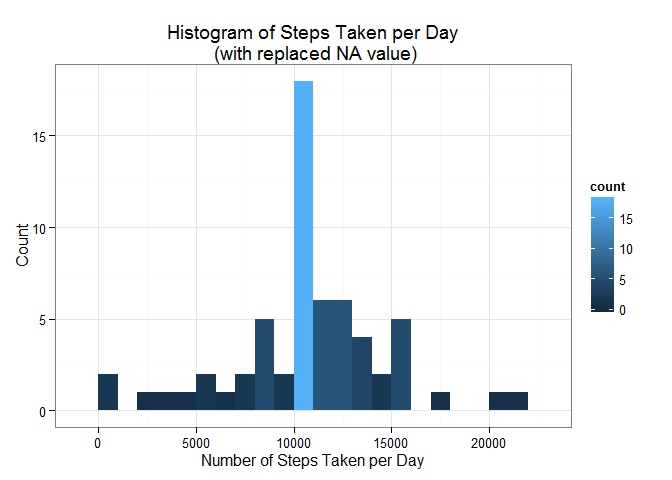 Histogram of Steps Taken per Day
(with replaced NA value)
Count
15
10
5
0
0
5000
10000
15000
20000
Number of Steps Taken per Day
count
15
10
5
0